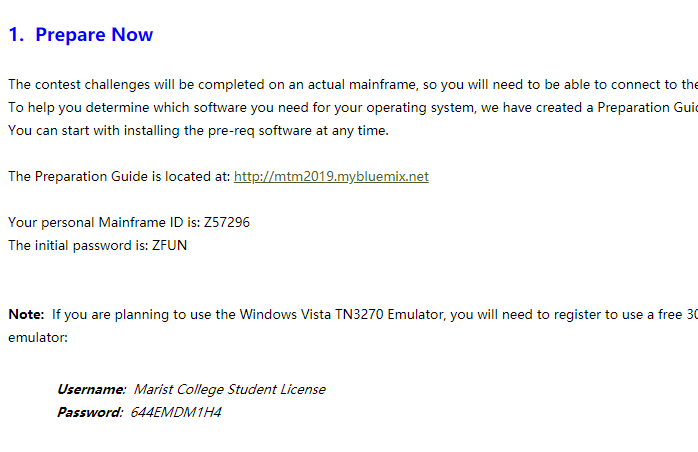 1. Prepare Now
The contest challenges will be completed on an actual mainframe, so you will need to be able to connect to the
To help you determine which software you need for your operating system, we have created a Preparation Guid
You can start with installing the pre-req software at any time.
The Preparation Guide is located at: http://mtm2019.mybluemix.net
Your personal Mainframe ID is: Z57296
The initial password is: ZFUN
Note: If you are planning to use the Windows Vista TN3270 Emulator, you will need to register to use a free 30
emulator:
Username: Marist College Student License
Password: 644EMDM1H4